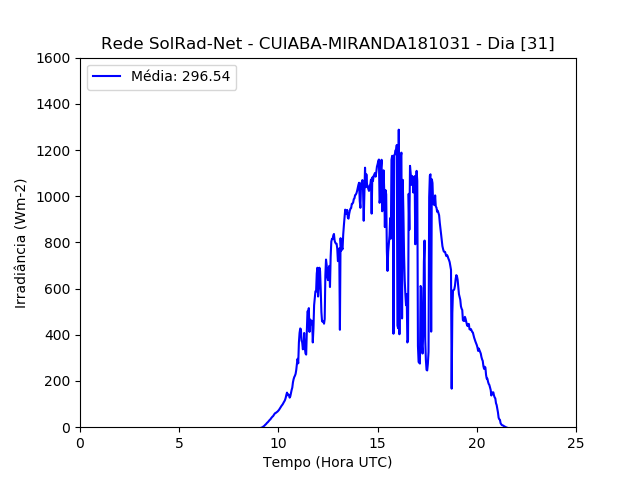 Rede SolRad-Net - CUIABA-MIRANDA181031 - Dia [31]
Média: 296.54
1600
1400
1200
1000
800
600
400
200
0
Irradiância (Wm-2)
0 5 10 15 20 25
Tempo (Hora UTC)